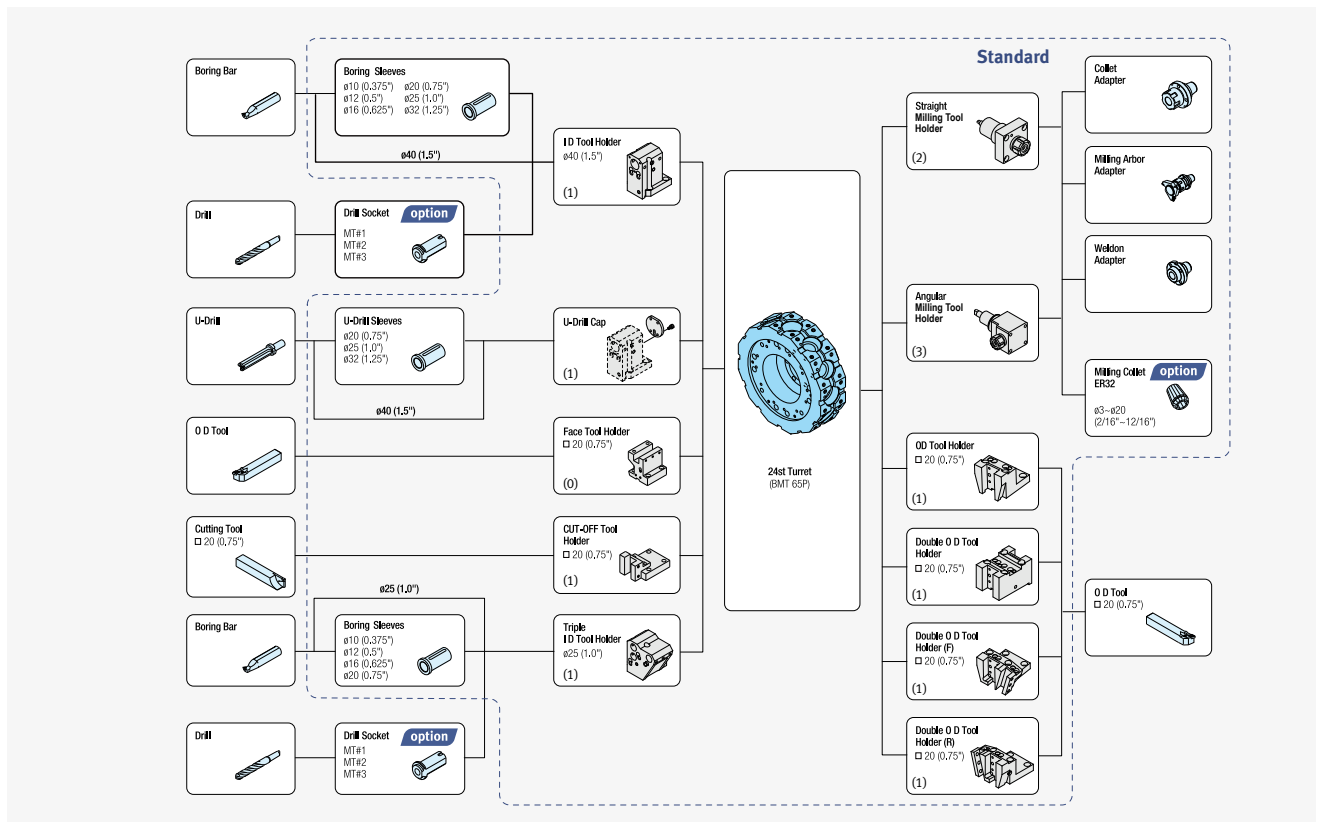 Standard
Boring Bar
Boring Sleeves
ø10 (0.375") ø20 (0.75")
ø12 (0.5") ø25 (1.0")
ø16 (0.625") ø32 (1.25")
ø40 (1.5")
I D Tool Holder
ø40 (1.5")
(1)
Drill
Drill Socket
option
MT#1
MT#2
MT#3
U-Drill
U-Drill Sleeves
ø20 (0.75")
ø25 (1.0")
ø32 (1.25")
ø40 (1.5")
U-Drill Cap
(1)
O D Tool
Face Tool Holder
□ 20 (0.75")
(0)
Cutting Tool
□ 20 (0.75")
CUT-OFF Tool
Holder
□ 20 (0.75")
(1)
ø25 (1.0")
Boring Bar
Boring Sleeves
ø10 (0.375")
ø12 (0.5")
ø16 (0.625")
ø20 (0.75")
Triple
I D Tool Holder
ø25 (1.0")
(1)
Drill
Drill Socket
option
MT#1
MT#2
MT#3
24st Turret
(BMT 65P)
Straight
Milling Tool
Holder
(2)
Angular
Milling Tool
Holder
(3)
OD Tool Holder
□ 20 (0.75")
(1)
Double O D Tool
Holder
□ 20 (0.75")
(1)
Double O D Tool
Holder (F)
□ 20 (0.75")
(1)
Double O D Tool
Holder (R)
□ 20 (0.75")
(1)
Collet
Adapter
Milling Arbor
Adapter
Weldon
Adapter
Milling Collet
ER32
option
ø3~ø20
(2/16"~12/16")
O D Tool
□ 20 (0.75")